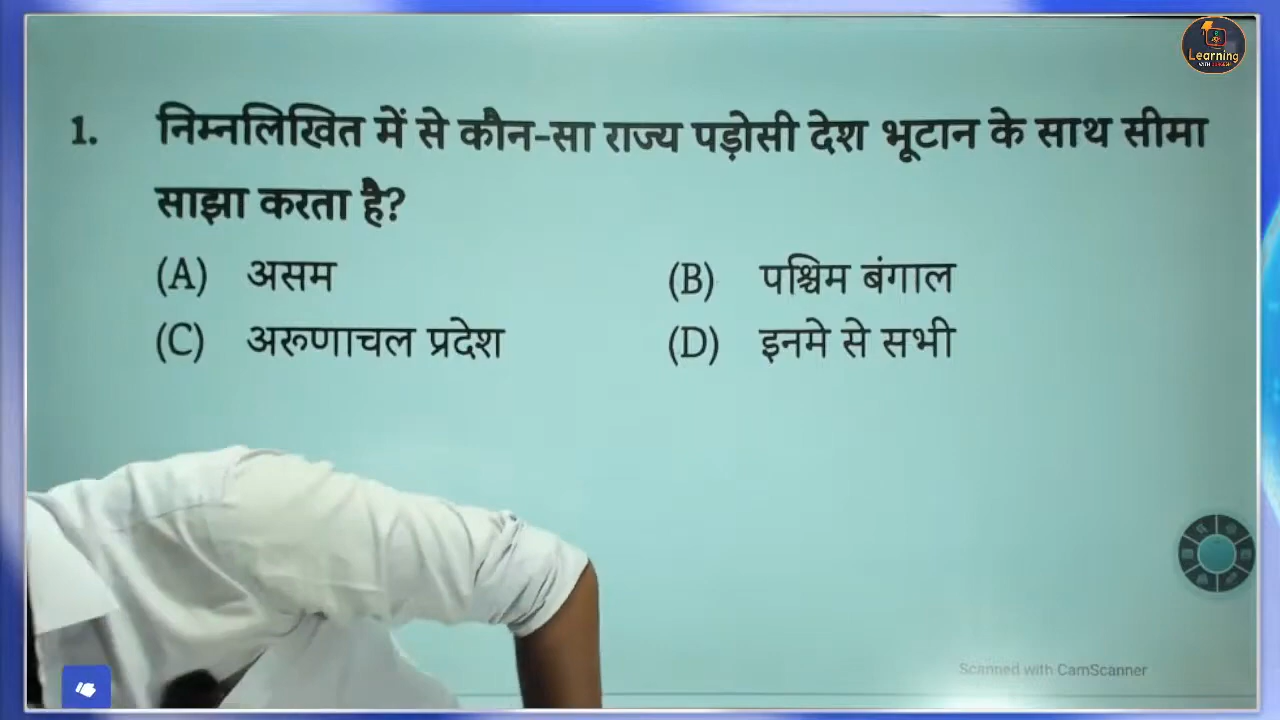 Learning
1. निम्नलिखित में से कौन-सा राज्य पड़ोसी देश भूटान के साथ सीमा
साझा करता है?
(A) असम (B) पश्चिम बंगाल
(C) अरूणाचल प्रदेश (D) इनमे से सभी
Scanned with CamScanner